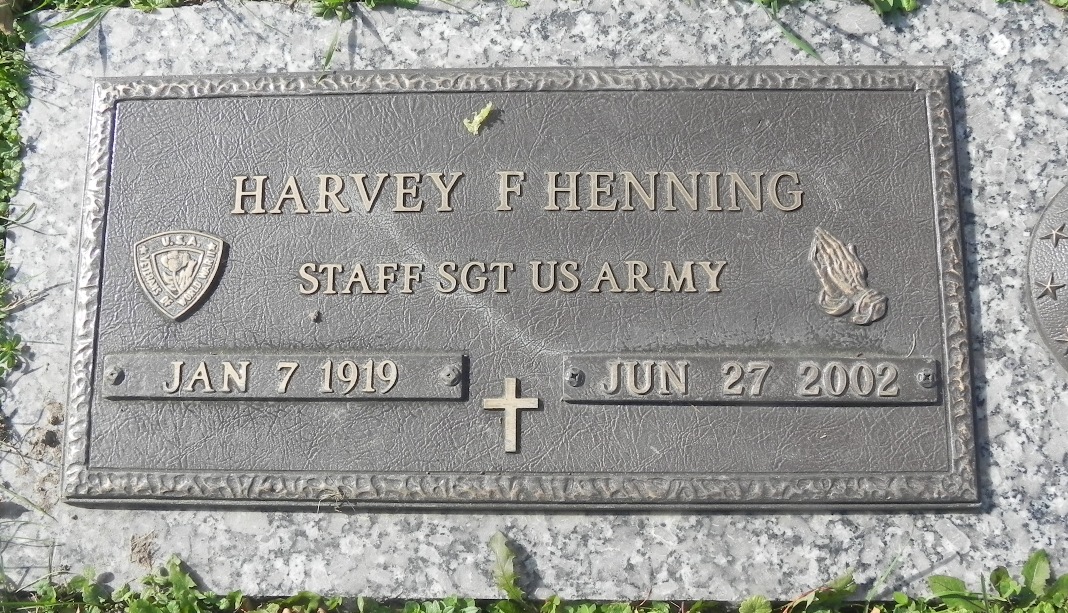 HARVEY F HENNING
U.S.A.
STAFF SGT US ARMY
JAN 7 1919
JUN 27 2002